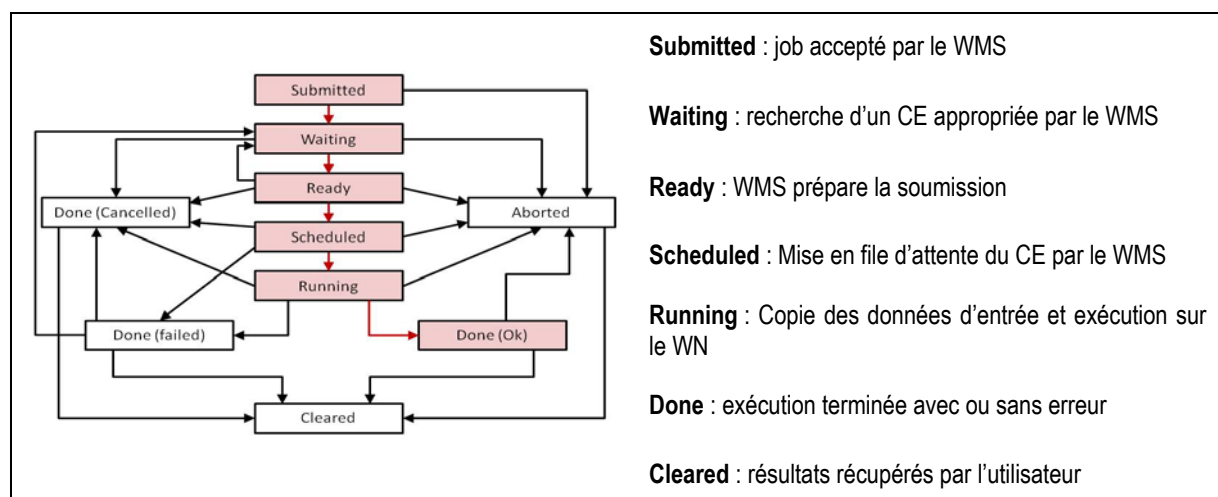 Submitted
Waiting
Ready
Done (Cancelled)
Aborted
Scheduled
Running
Done (failed)
Done (Ok)
Cleared
Submitted : job accepté par le WMS
Waiting : recherche d’un CE appropriée par le WMS
Ready : WMS prépare la soumission
Scheduled : Mise en file d’attente du CE par le WMS
Running : Copie des données d’entrée et exécution sur
le WN
Done : exécution terminée avec ou sans erreur
Cleared : résultats récupérés par l’utilisateur